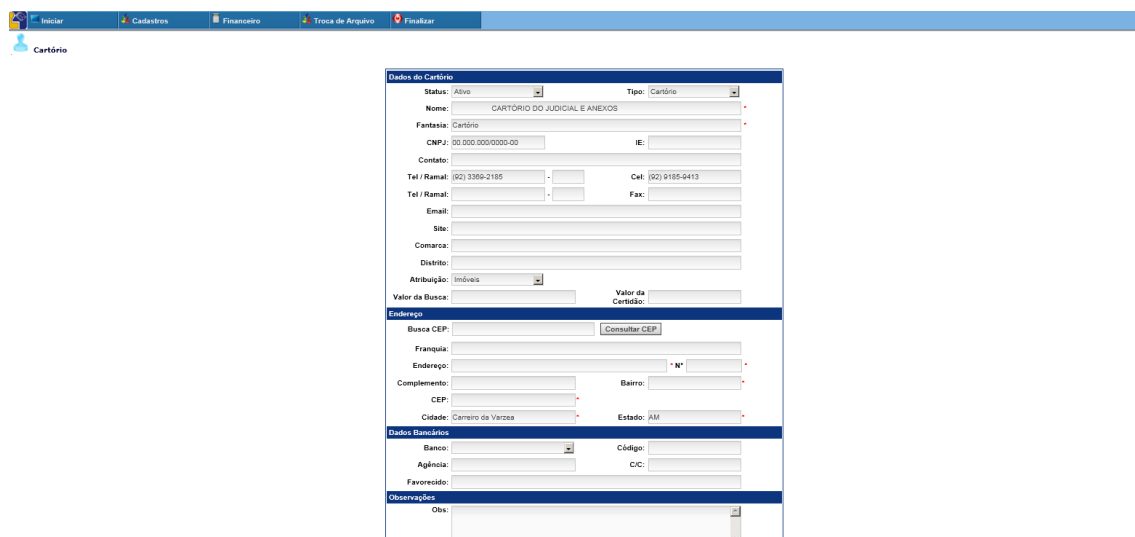 Iniciar Cadastros Financeiro Troca de Arquivo Finalizar
Cartório
Dados do Cartório
Status: Ativo Tipo: Cartório
Nome: CARTÓRIO DO JUDICIAL E ANEXOS *
Fantasia: Cartório *
CNPJ: 00.000.000/0000-00 IE:
Contato:
Tel / Ramal: (92) 3369-2185 - Cel: (92) 9185-9413
Tel / Ramal: - Fax:
Email:
Site:
Comarca:
Distrito:
Atribuição: Imóveis
Valor da Busca: Valor da Certidão:
Endereço
Busca CEP: Consultar CEP
Franquia:
Endereço: * Nº *
Complemento: Bairro: *
CEP: *
Cidade: Carreiro da Varzea * Estado: AM *
Dados Bancários
Banco: Código:
Agência: C/C:
Favorecido:
Observações
Obs: